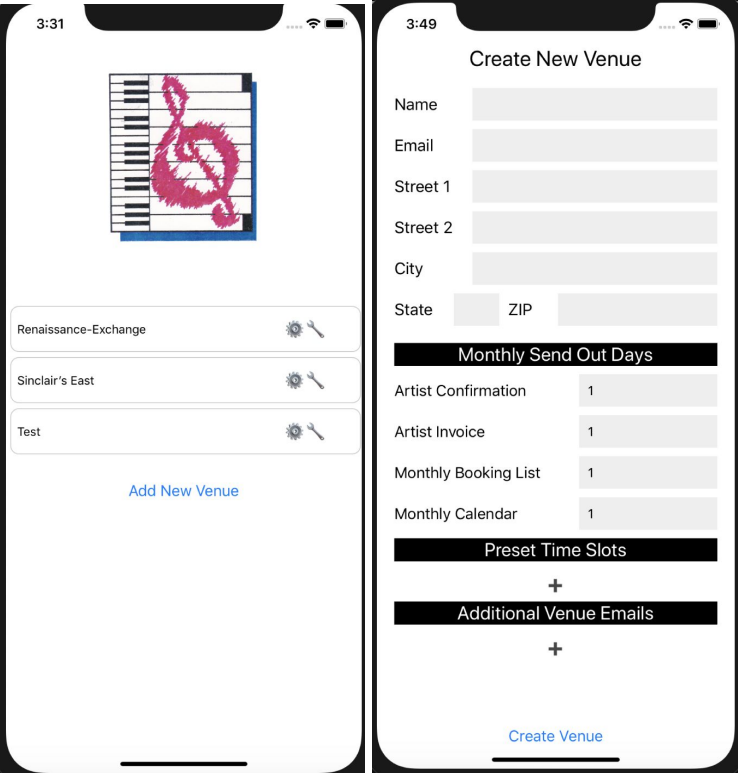 3:31
Renaissance-Exchange
Sinclair's East
Test
Add New Venue
3:49
Create New Venue
Name
Email
Street 1
Street 2
City
State ZIP
Monthly Send Out Days
Artist Confirmation 1
Artist Invoice 1
Monthly Booking List 1
Monthly Calendar 1
Preset Time Slots
+
Additional Venue Emails
+
Create Venue